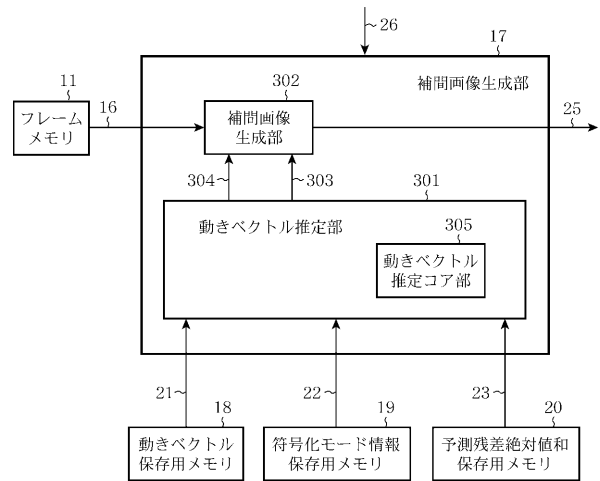 26
17
補間画像生成部
11
フレーム
メモリ
16
302
補間画像
生成部
25
304
303
301
動きベクトル推定部
305
動きベクトル
推定コア部
21
22
23
18
動きベクトル
保存用メモリ
19
符号化モード情報
保存用メモリ
20
予測残差絶対値和
保存用メモリ